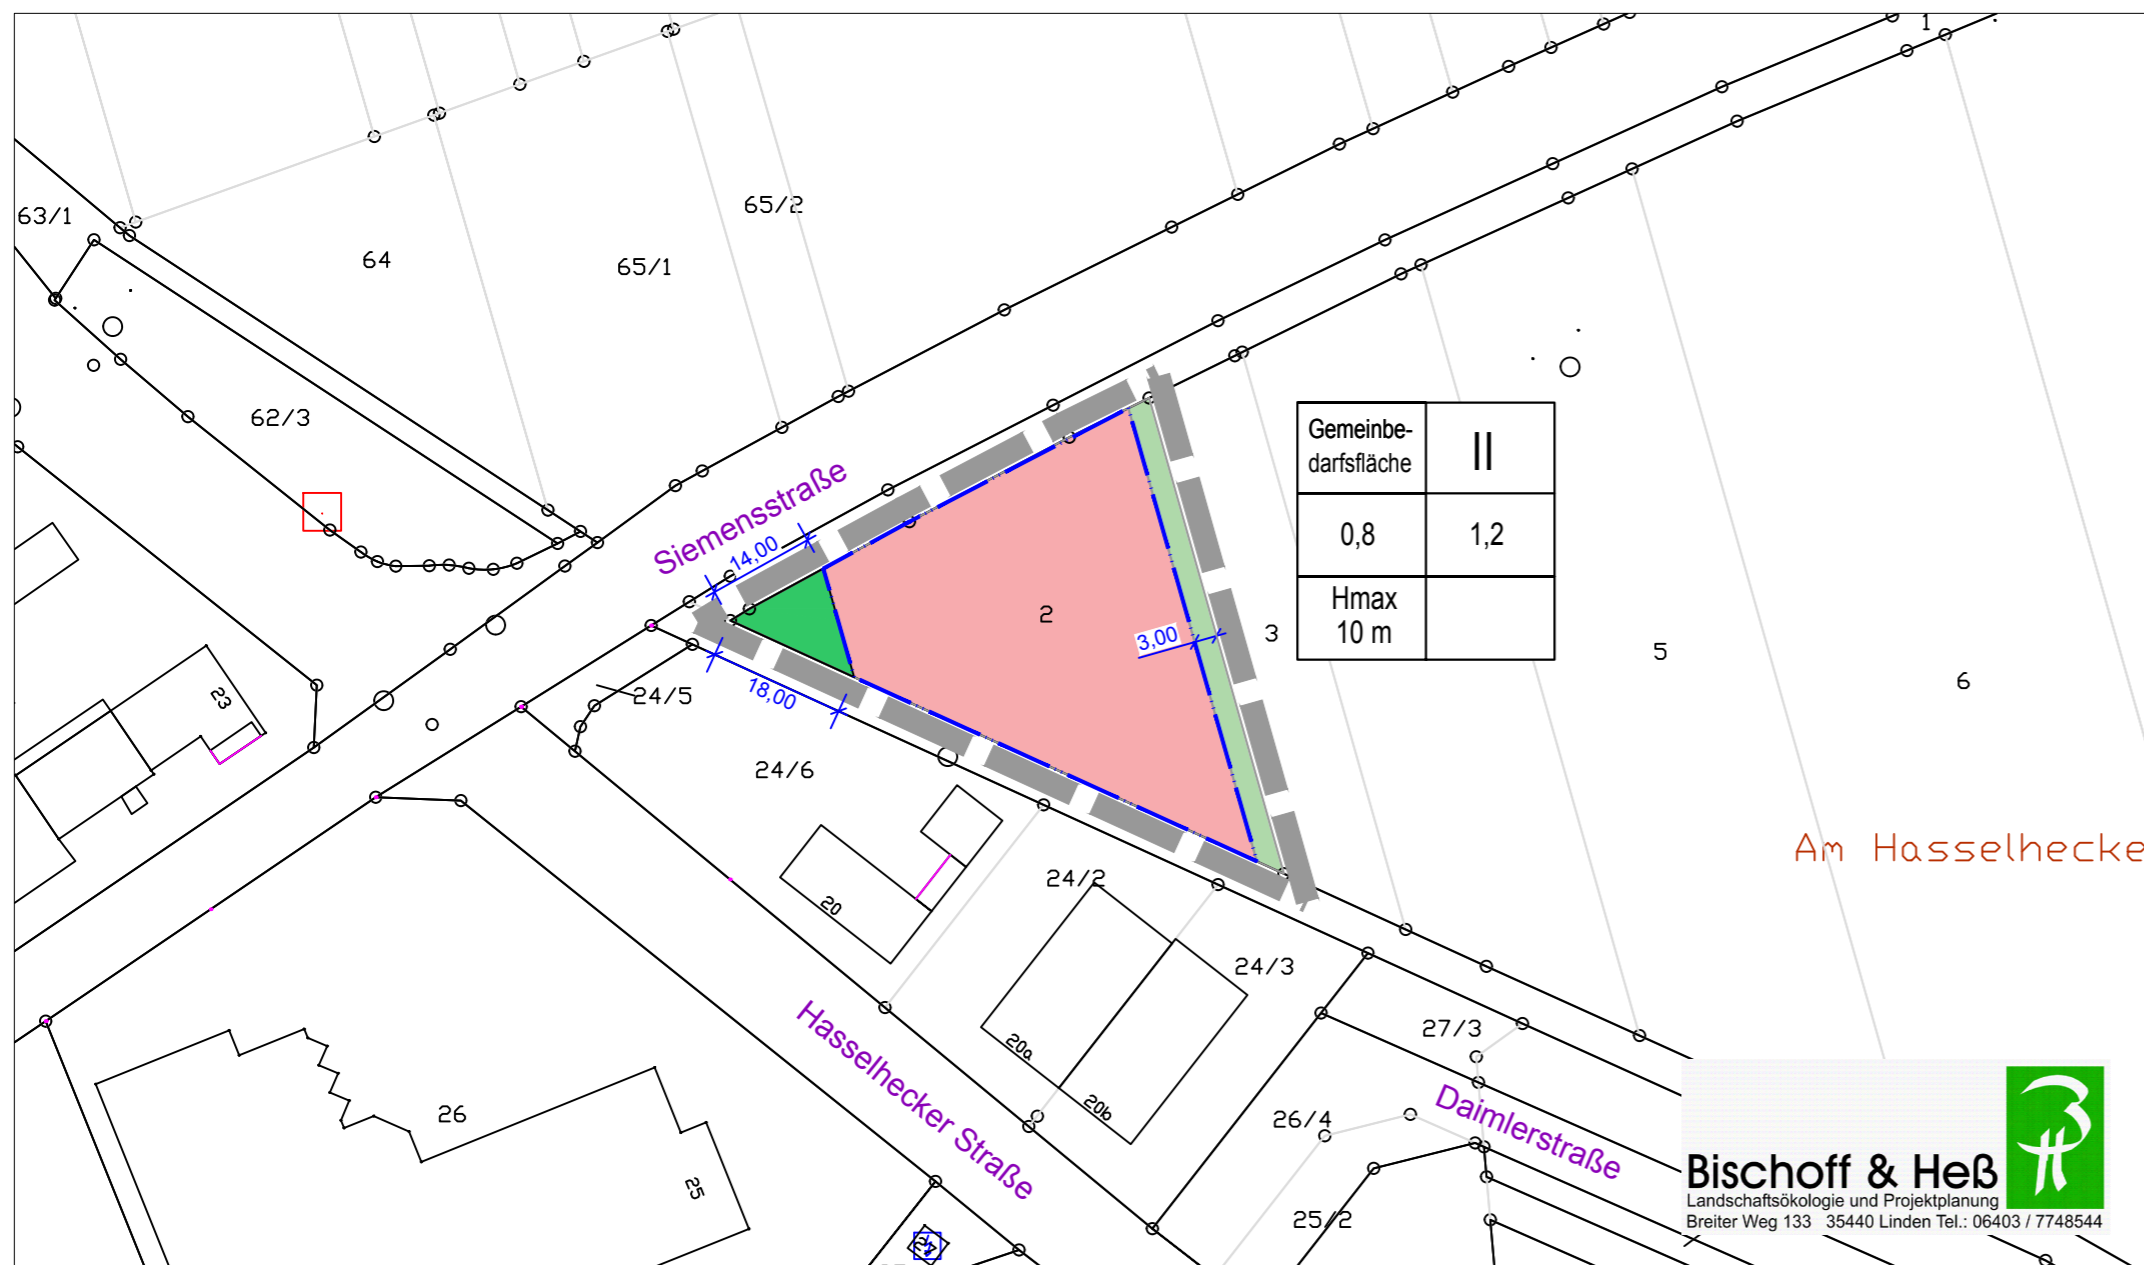 1
63/1
64
65/1
65/2
62/3
Siemensstraße
14,00
Gemeinbe-
darfsfläche
II
0,8
1,2
Hmax
10 m
2
3,00
3
5
6
18,00
24/5
23
24/6
Am Hasselhecke
20
24/2
24/3
20a
20b
27/3
Hasselhecker Straße
Daimlerstraße
26
26/4
25
25/2
Bischoff & Heß
Landschaftsökologie und Projektplanung
Breiter Weg 133 35440 Linden Tel.: 06403 / 7748544